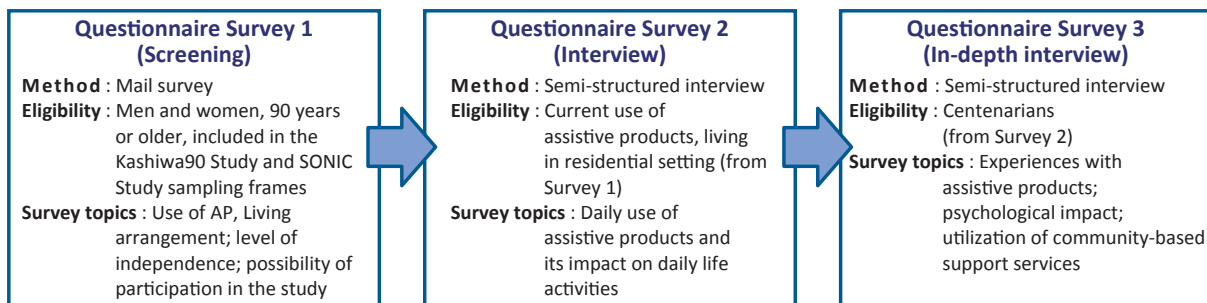 Questionnaire Survey 1
(Screening)
Method : Mail survey
Eligibility : Men and women, 90 years
or older, included in the
Kashiwa90 Study and SONIC
Study sampling frames
Survey topics : Use of AP, Living
arrangement; level of
independence; possibility of
participation in the study
Questionnaire Survey 2
(Interview)
Method : Semi-structured interview
Eligibility : Current use of
assistive products, living
in residential setting (from
Survey 1)
Survey topics : Daily use of
assistive products and
its impact on daily life
activities
Questionnaire Survey 3
(In-depth interview)
Method : Semi-structured interview
Eligibility : Centenarians
(from Survey 2)
Survey topics : Experiences with
assistive products;
psychological impact;
utilization of community-based
support services